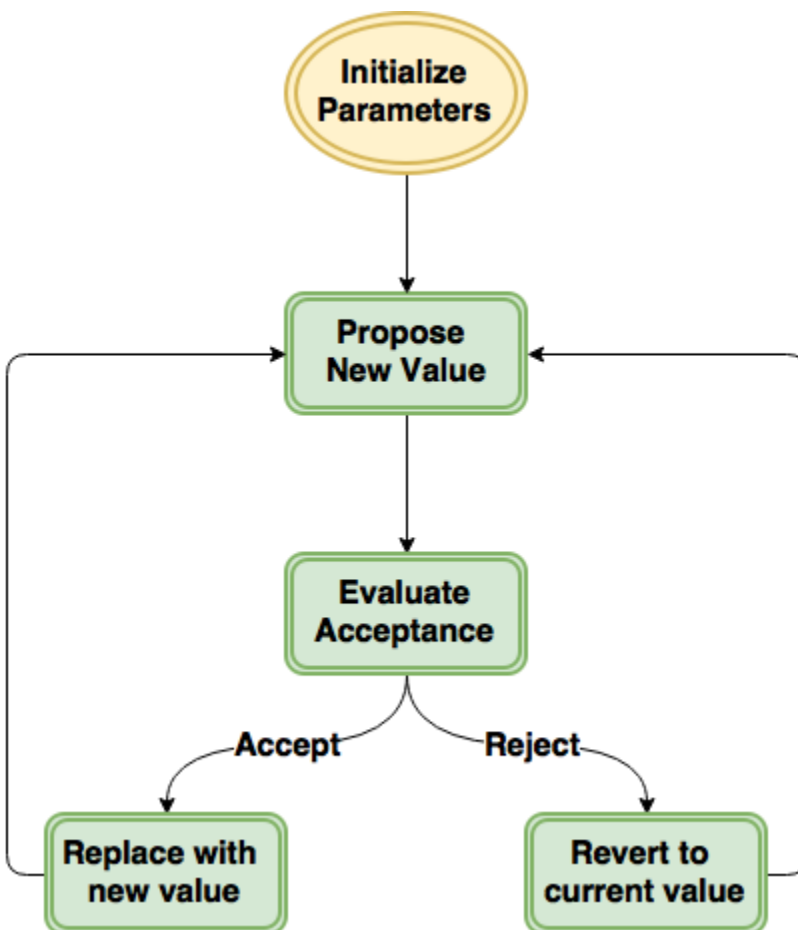 Initialize
Parameters
Propose
New Value
Evaluate
Acceptance
Accept
Reject
Replace with
new value
Revert to
current value